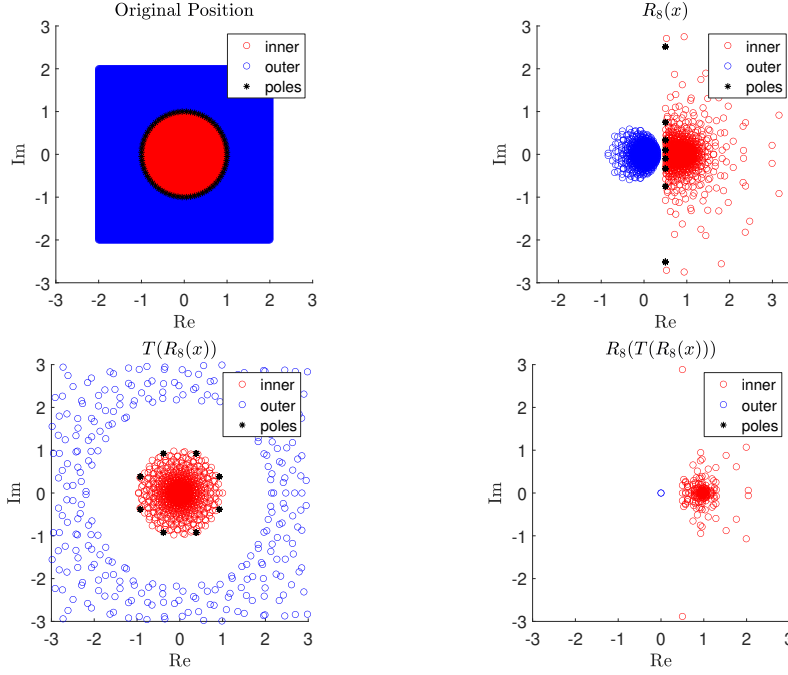 Original Position
3
2
1
0
-1
-2
-3
-3 -2 -1 0 1 2 3
Im
Re
inner
outer
poles
R₈(x)
3
2
1
0
-1
-2
-3
-2 -1 0 1 2 3
Im
Re
inner
outer
poles
T(R₈(x))
3
2
1
0
-1
-2
-3
-3 -2 -1 0 1 2 3
Im
Re
inner
outer
poles
R₈(T(R₈(x)))
3
2
1
0
-1
-2
-3
-3 -2 -1 0 1 2 3
Im
Re
inner
outer
poles